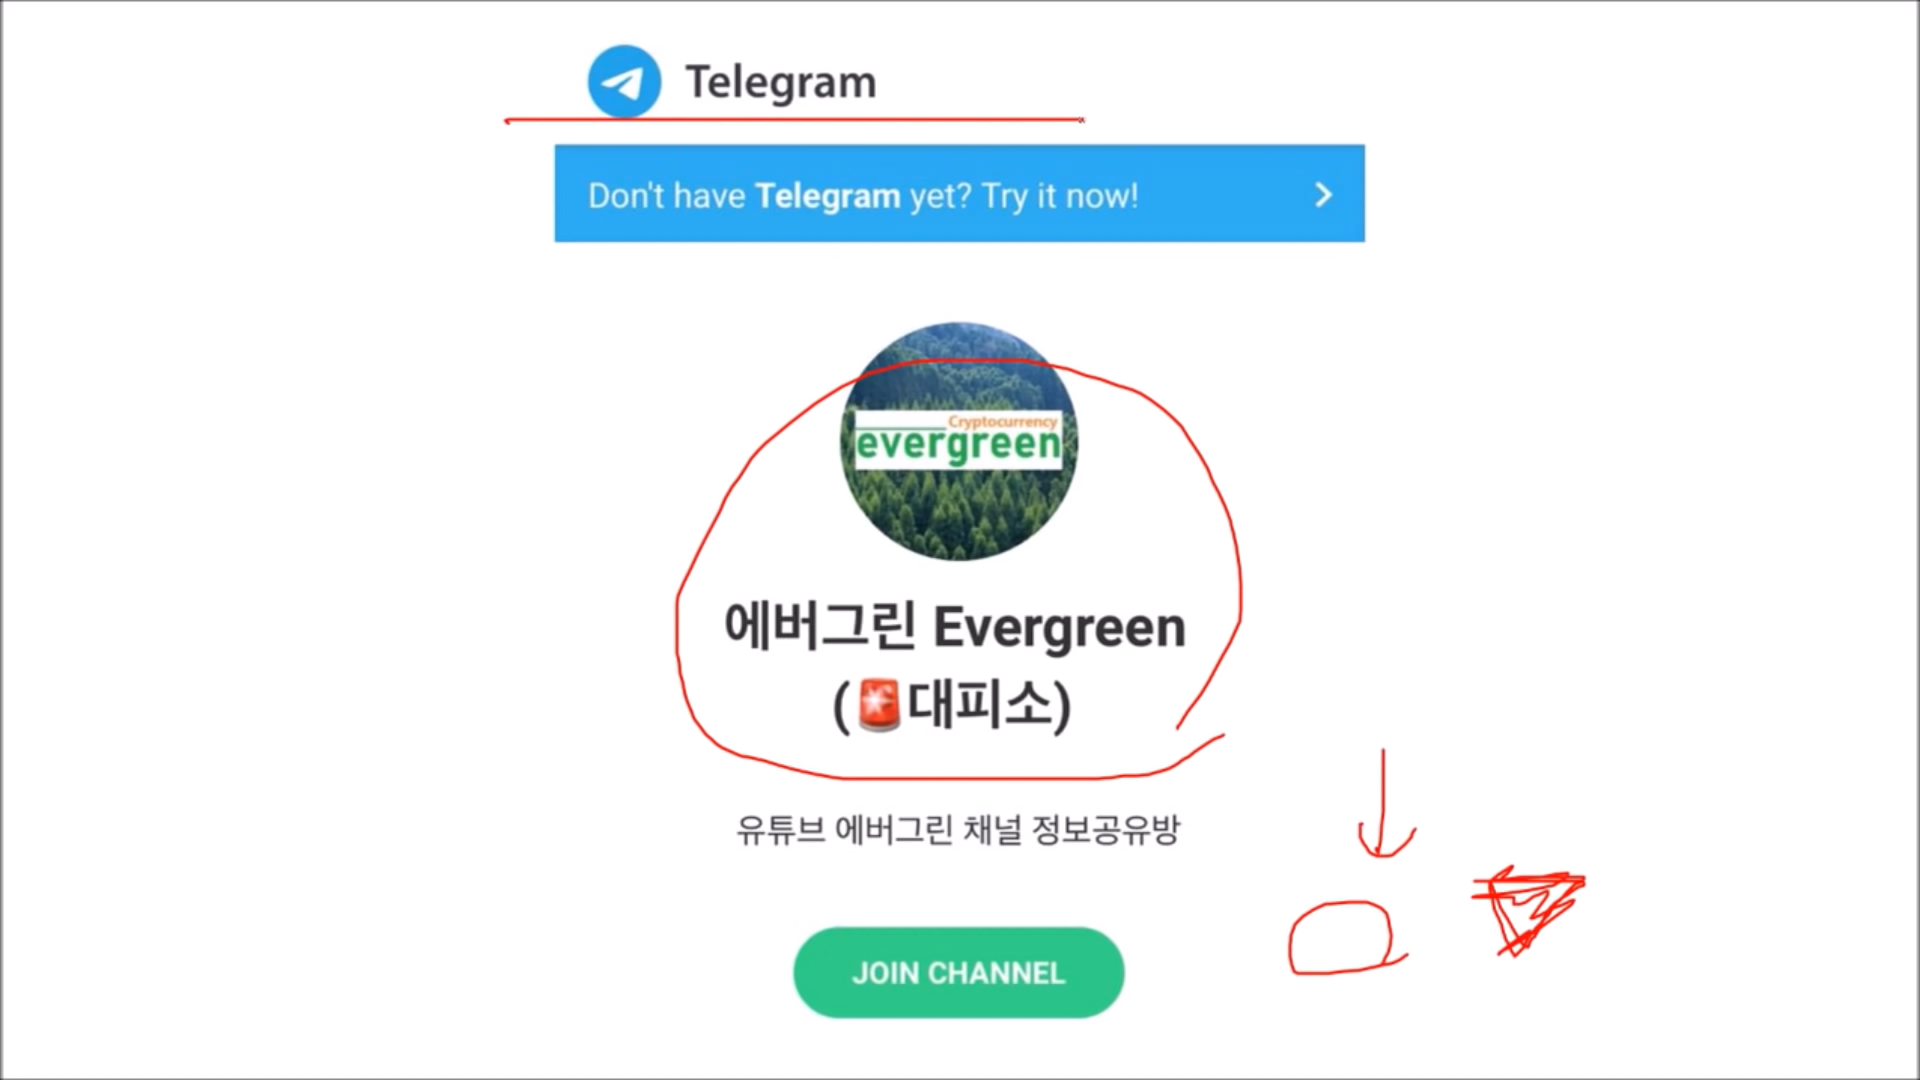 Telegram
Don't have Telegram yet? Try it now!
Cryptocurrency
evergreen
에버그린 Evergreen
(🚨대피소)
유튜브 에버그린 채널 정보공유방
JOIN CHANNEL